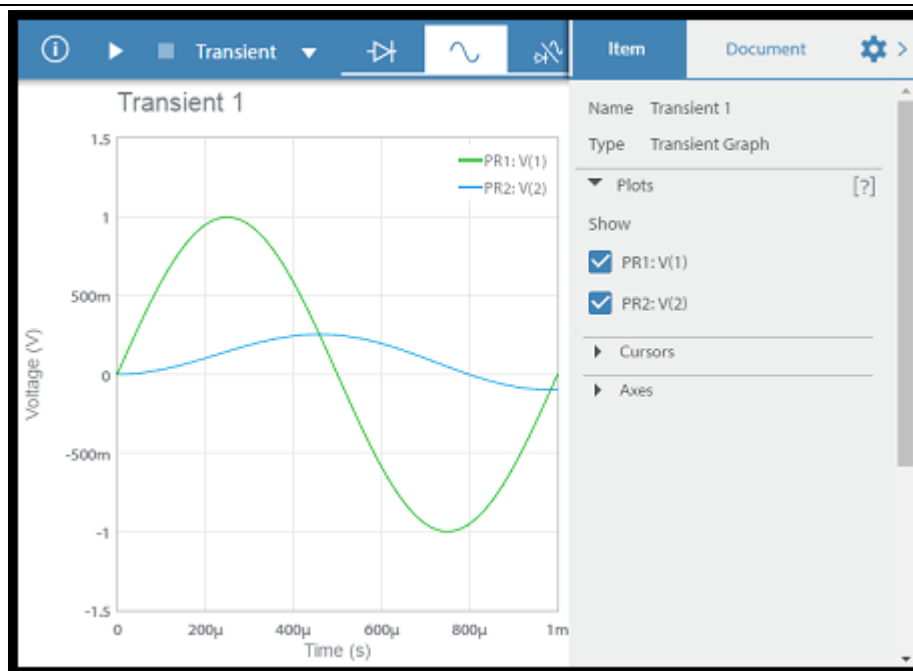 Transient
Item
Document
Transient 1
1.5
1
500m
0
-500m
-1
-1.5
Voltage (V)
PR1: V(1)
PR2: V(2)
0
200µ
400µ
600µ
800µ
1m
Time (s)
Name Transient 1
Type Transient Graph
Plots [?]
Show
PR1: V(1)
PR2: V(2)
Cursors
Axes